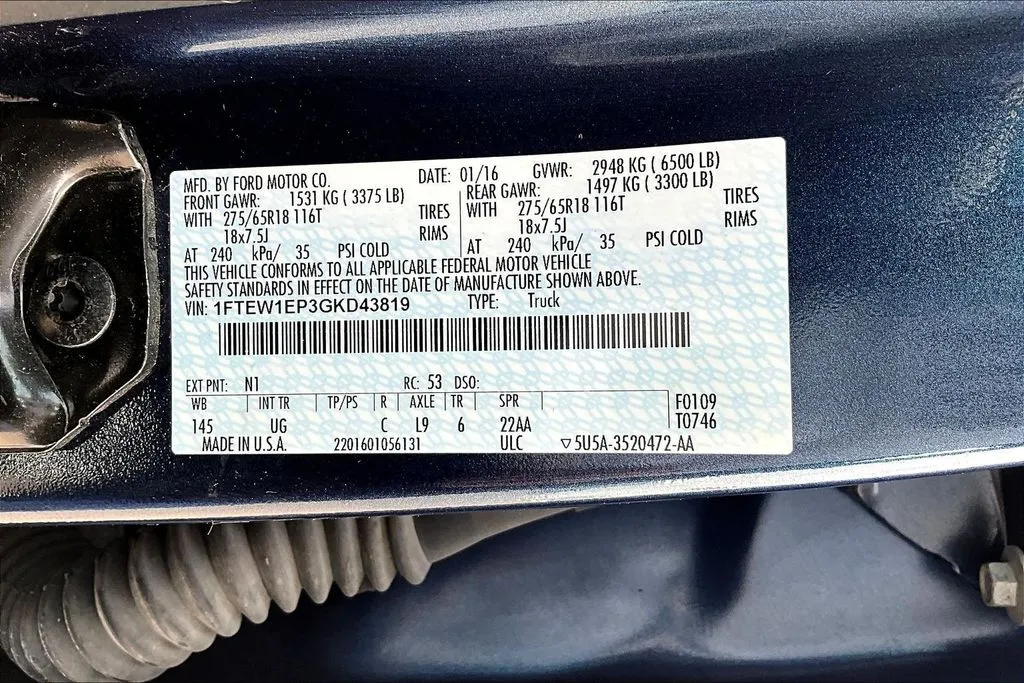 MFD. BY FORD MOTOR CO. DATE: 01/16 GVWR: 2948 KG ( 6500 LB)
FRONT GAWR: 1531 KG ( 3375 LB) REAR GAWR: 1497 KG ( 3300 LB)
WITH 275/65R18 116T TIRES WITH 275/65R18 116T TIRES
18x7.5J RIMS 18x7.5J RIMS
AT 240 kPa/ 35 PSI COLD AT 240 kPa/ 35 PSI COLD
THIS VEHICLE CONFORMS TO ALL APPLICABLE FEDERAL MOTOR VEHICLE
SAFETY STANDARDS IN EFFECT ON THE DATE OF MANUFACTURE SHOWN ABOVE.
VIN: 1FTEW1EP3GKD43819 TYPE: Truck
EXT PNT: N1 RC: 53 DSO:
WB INT TR TP/PS R AXLE TR SPR F0109
145 UG C L9 6 22AA T0746
MADE IN U.S.A. 2201601056131 ULC ▽5U5A-3520472-AA